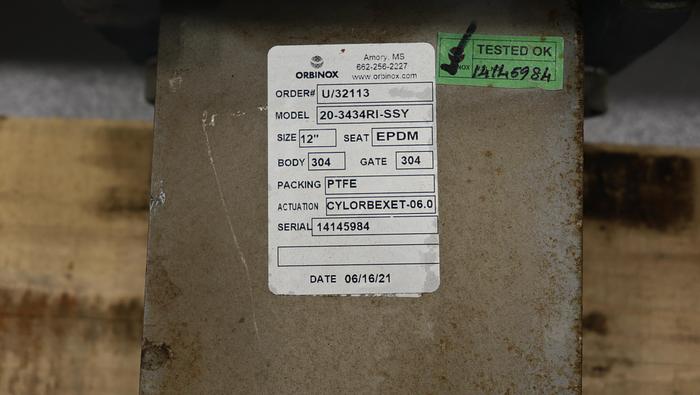 ORBINOX
Amory, MS
662-256-2227
www.orbinox.com
ORDER# U/32113
MODEL 20-3434RI-SSY
SIZE 12" SEAT EPDM
BODY 304 GATE 304
PACKING PTFE
ACTUATION CYLORBEXET-06.0
SERIAL 14145984
DATE 06/16/21
TESTED OK
NOX
14145984